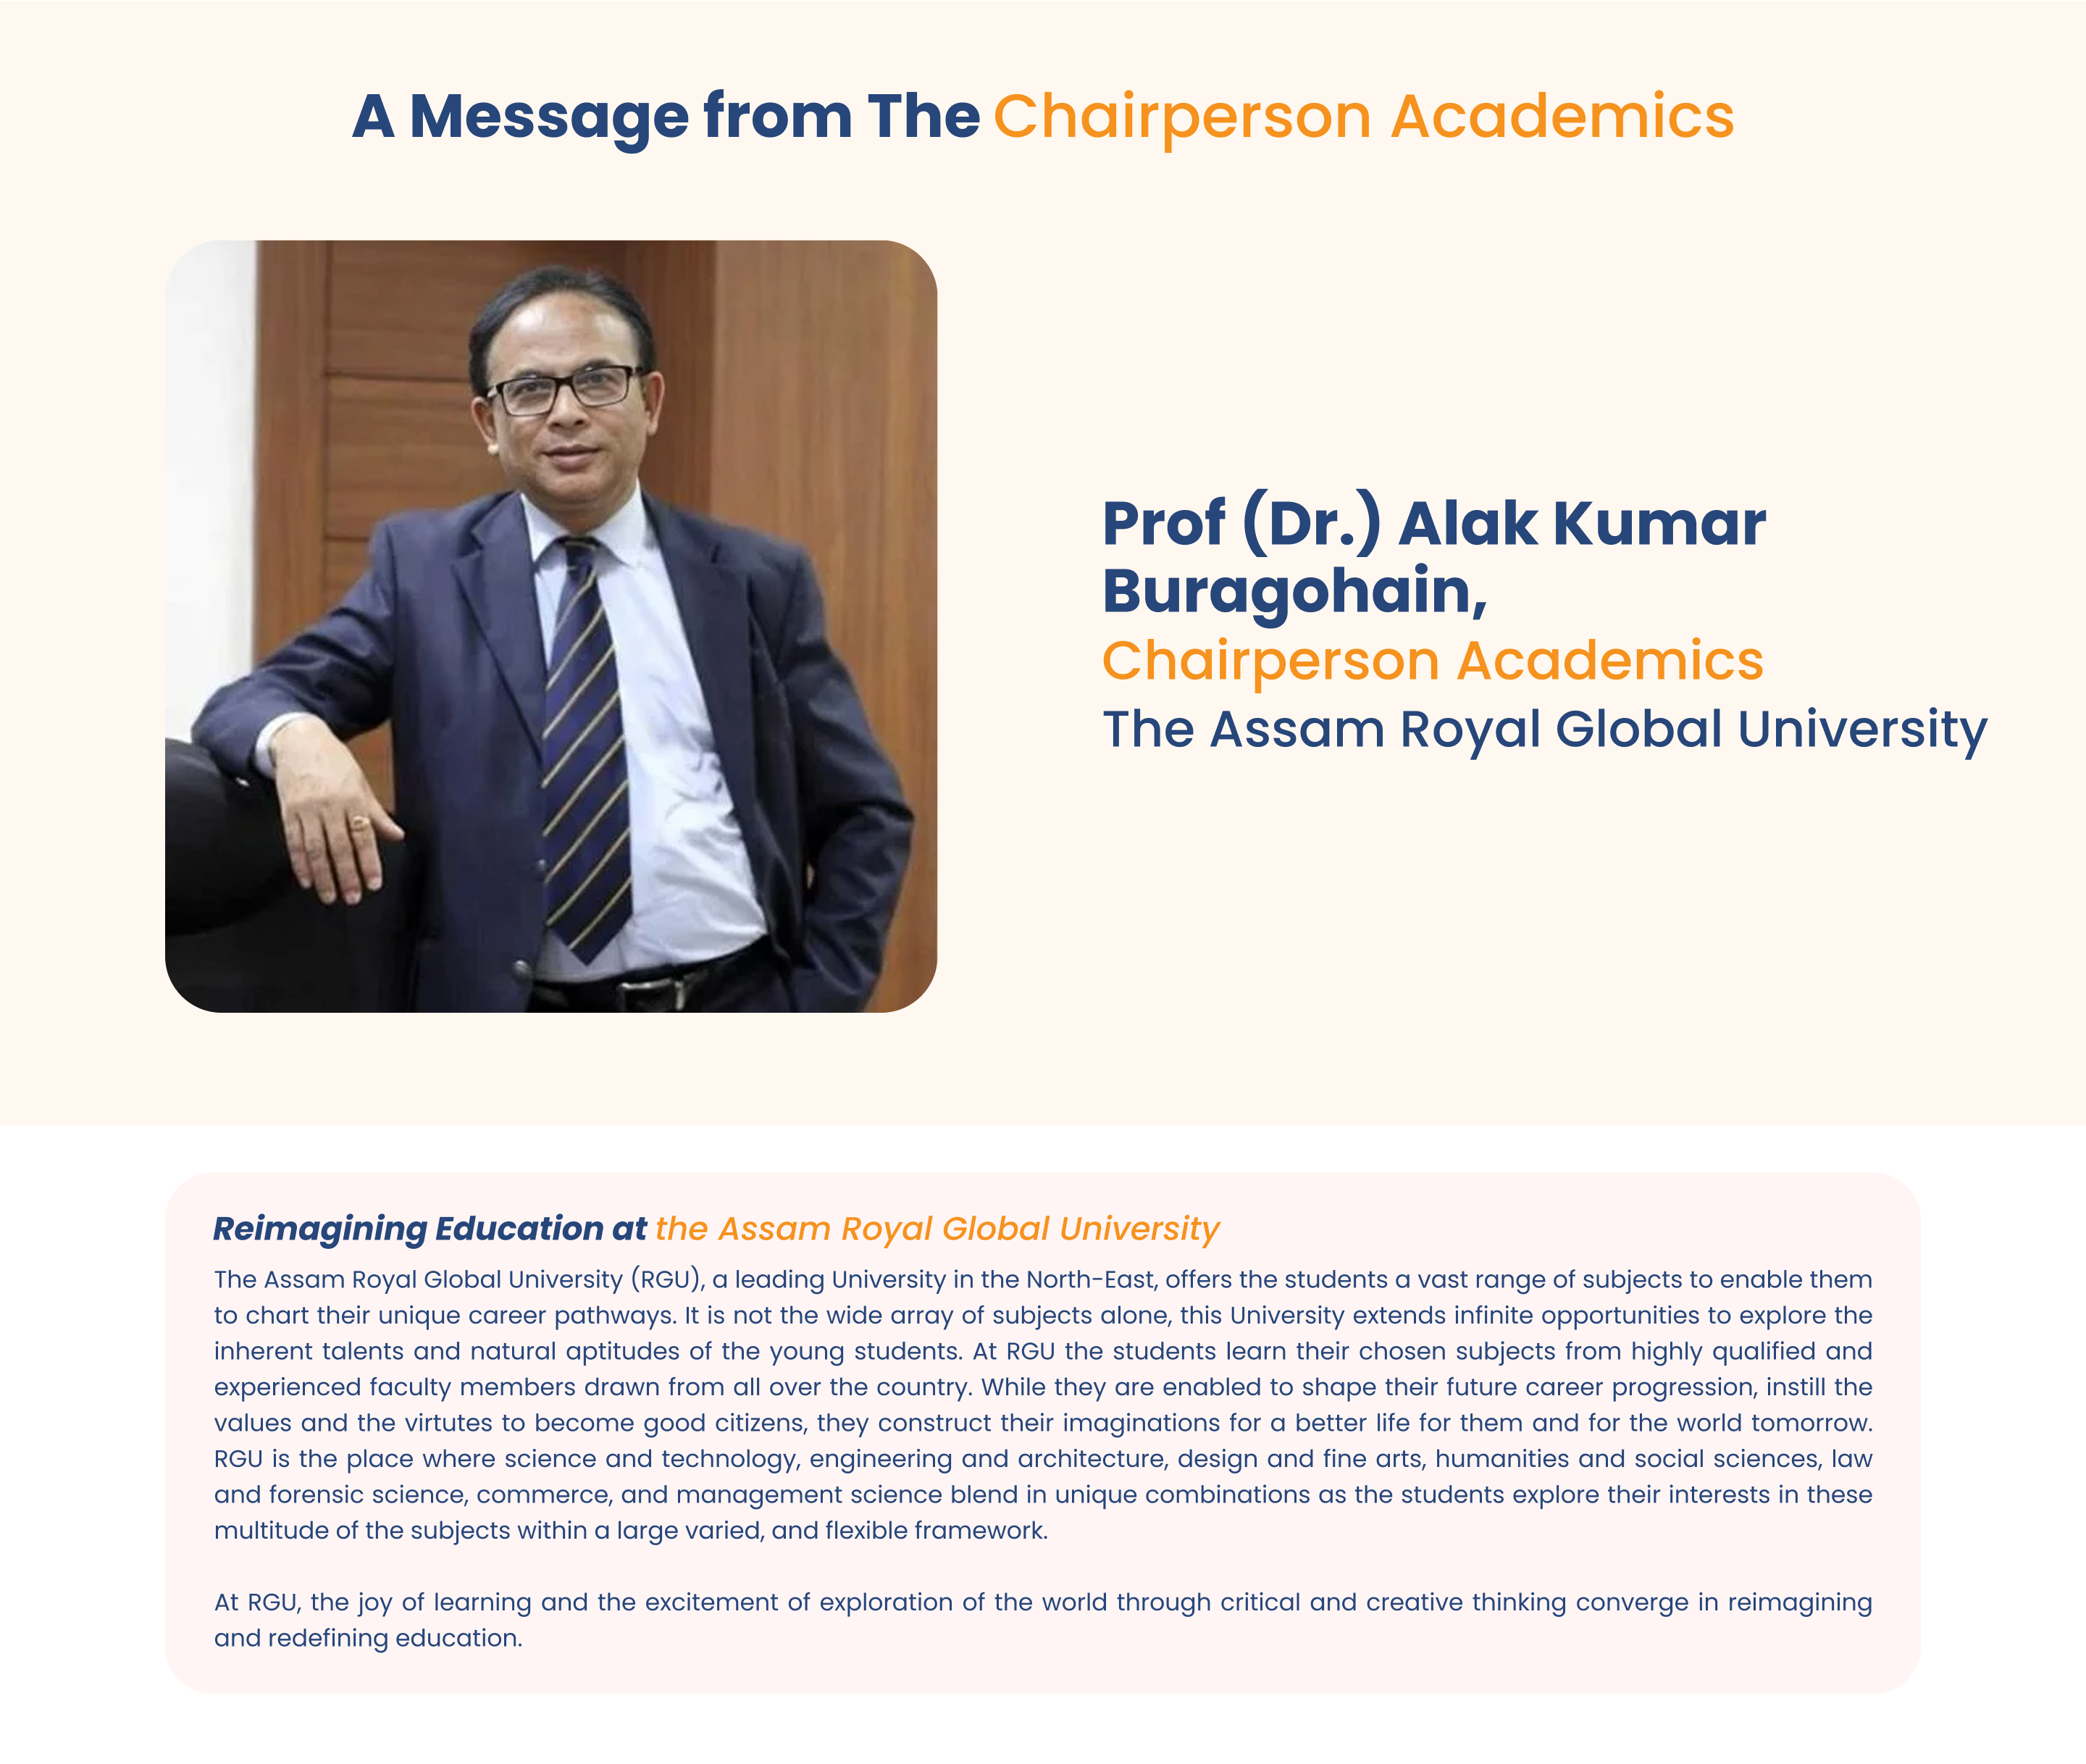 A Message from The Chairperson Academics
Prof (Dr.) Alak Kumar
Buragohain,
Chairperson Academics
The Assam Royal Global University
Reimagining Education at the Assam Royal Global University
The Assam Royal Global University (RGU), a leading University in the North-East, offers the students a vast range of subjects to enable them
to chart their unique career pathways. It is not the wide array of subjects alone, this University extends infinite opportunities to explore the
inherent talents and natural aptitudes of the young students. At RGU the students learn their chosen subjects from highly qualified and
experienced faculty members drawn from all over the country. While they are enabled to shape their future career progression, instill the
values and the virtutes to become good citizens, they construct their imaginations for a better life for them and for the world tomorrow.
RGU is the place where science and technology, engineering and architecture, design and fine arts, humanities and social sciences, law
and forensic science, commerce, and management science blend in unique combinations as the students explore their interests in these
multitude of the subjects within a large varied, and flexible framework.
At RGU, the joy of learning and the excitement of exploration of the world through critical and creative thinking converge in reimagining
and redefining education.